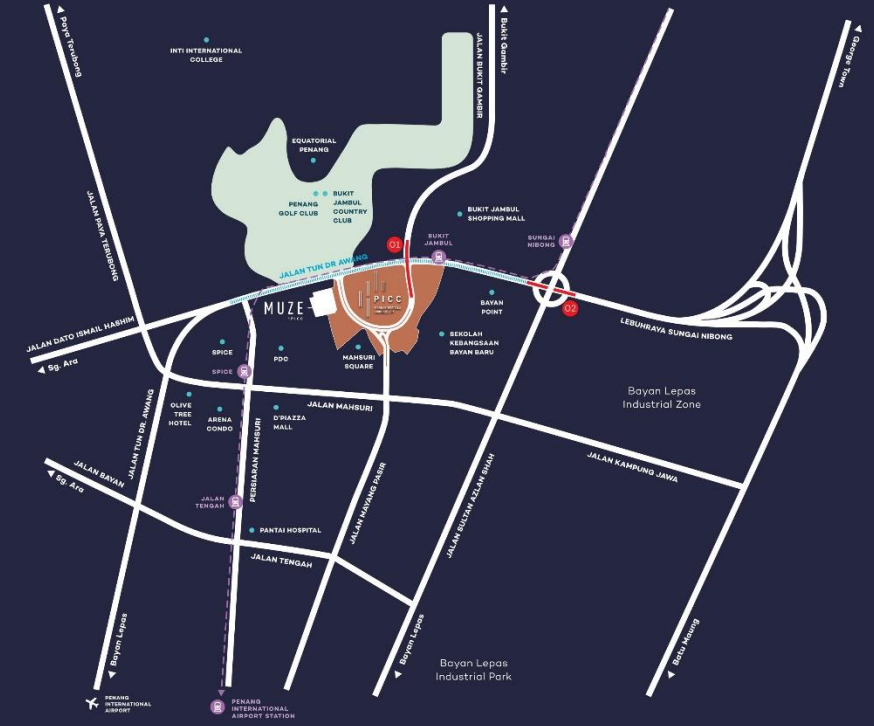 Paya Terubong
Bukit Gambir
George Town
INTI INTERNATIONAL
COLLEGE
JALAN BUKIT GAMBIR
EQUATORIAL
PENANG
PENANG
GOLF CLUB
BUKIT
JAMBUL
COUNTRY
CLUB
BUKIT JAMBUL
SHOPPING MALL
JALAN PAYA TERUBONG
01
BUKIT
JAMBUL
BUNGAI
NIBONG
JALAN TUN DR AWANG
MUZE
PICC
BAYAN
POINT
02
LEBUHRAYA SUNGAI NIBONG
JALAN DATO ISMAIL HASHIM
Sg. Ara
SPICE
PDC
MAHSURI
SQUARE
SEKOLAH
KEBANGSAAN
BAYAN BARU
SPICE
Bayan Lepas
Industrial Zone
OLIVE
TREE
HOTEL
ARENA
CONDO
D'PIAZZA
MALL
JALAN MAHSURI
JALAN TUN DR. AWANG
PERSIARAN MAHSURI
JALAN BAYAN
Sg. Ara
JALAN KAMPUNG JAWA
JALAN MAYANG PASIR
JALAN SULTAN AZLAN SHAH
JALAN
TENGAH
PANTAI HOSPITAL
JALAN TENGAH
Bayan Lepas
Bayan Lepas
Batu Maung
Bayan Lepas
Industrial Park
PENANG
INTERNATIONAL
AIRPORT
PENANG
INTERNATIONAL
AIRPORT STATION